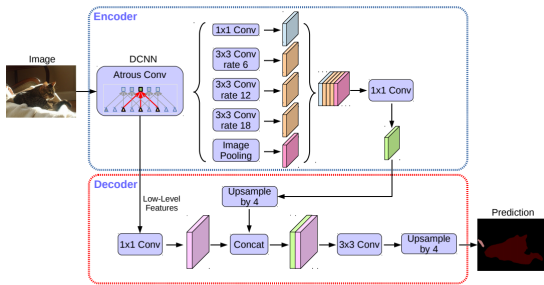 Encoder
Image
DCNN
Atrous Conv
1x1 Conv
3x3 Conv
rate 6
3x3 Conv
rate 12
3x3 Conv
rate 18
Image
Pooling
1x1 Conv
Decoder
Low-Level
Features
Upsample
by 4
1x1 Conv
Concat
3x3 Conv
Upsample
by 4
Prediction